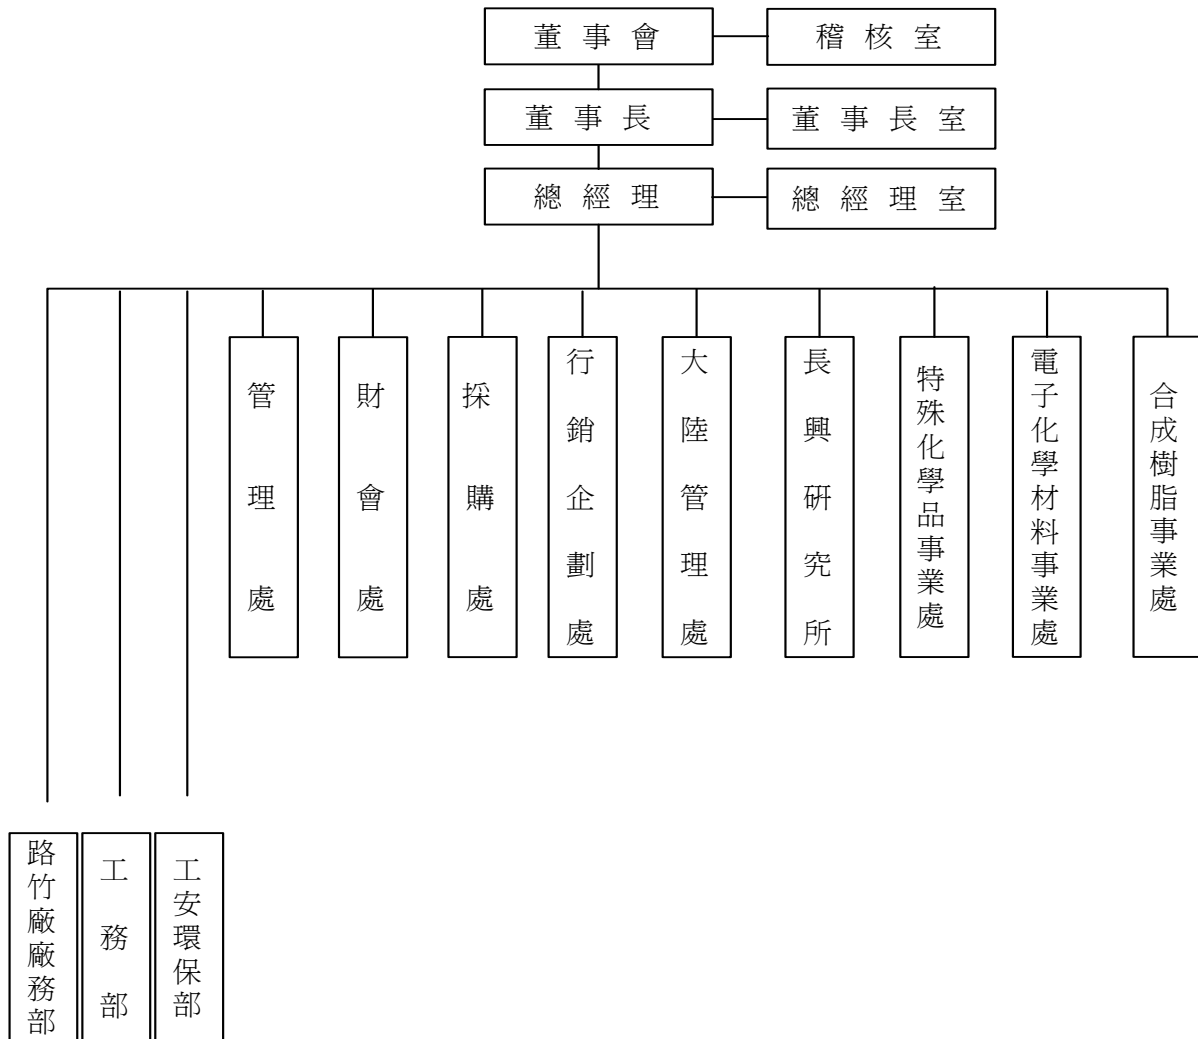 董事會
稽核室
董事長
董事長室
總經理
總經理室
管理處
財會處
採購處
行銷企劃處
大陸管理處
長興研究所
特殊化學品事業處
電子化學材料事業處
合成樹脂事業處
路竹廠廠務部
工務部
工安環保部